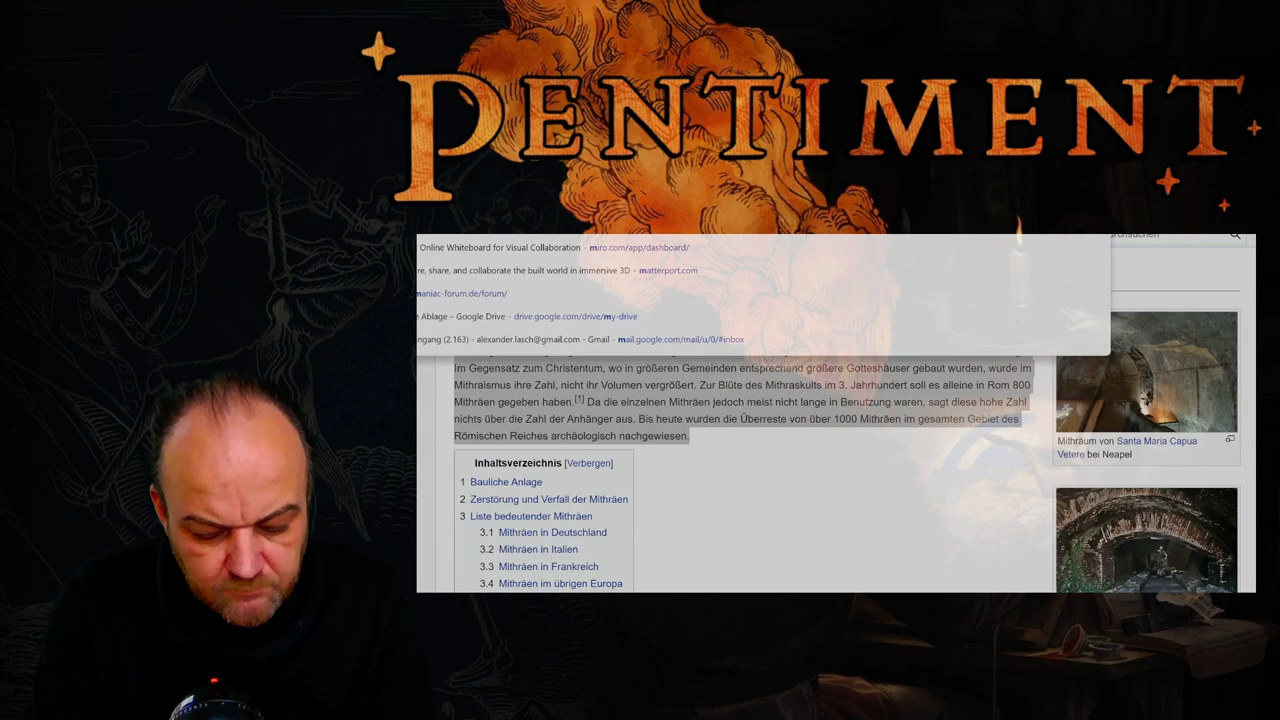 PENTIMENT
Online Whiteboard for Visual Collaboration - miro.com/app/dashboard/
re, share, and collaborate the built world in immersive 3D - matterport.com
maniac-forum.de/forum/
e Ablage – Google Drive - drive.google.com/drive/my-drive
ngang (2.163) - alexander.lasch@gmail.com - Gmail - mail.google.com/mail/u/0/#inbox
Im Gegensatz zum Christentum, wo in größeren Gemeinden entsprechend größere Gotteshäuser gebaut wurden, wurde im
Mithraismus ihre Zahl, nicht ihr Volumen vergrößert. Zur Blüte des Mithraskults im 3. Jahrhundert soll es alleine in Rom 800
Mithräen gegeben haben.[1] Da die einzelnen Mithräen jedoch meist nicht lange in Benutzung waren, sagt diese hohe Zahl
nichts über die Zahl der Anhänger aus. Bis heute wurden die Überreste von über 1000 Mithräen im gesamten Gebiet des
Römischen Reiches archäologisch nachgewiesen.
Inhaltsverzeichnis [Verbergen]
1 Bauliche Anlage
2 Zerstörung und Verfall der Mithräen
3 Liste bedeutender Mithräen
3.1 Mithräen in Deutschland
3.2 Mithräen in Italien
3.3 Mithräen in Frankreich
3.4 Mithräen im übrigen Europa
Mithräum von Santa Maria Capua
Vetere bei Neapel